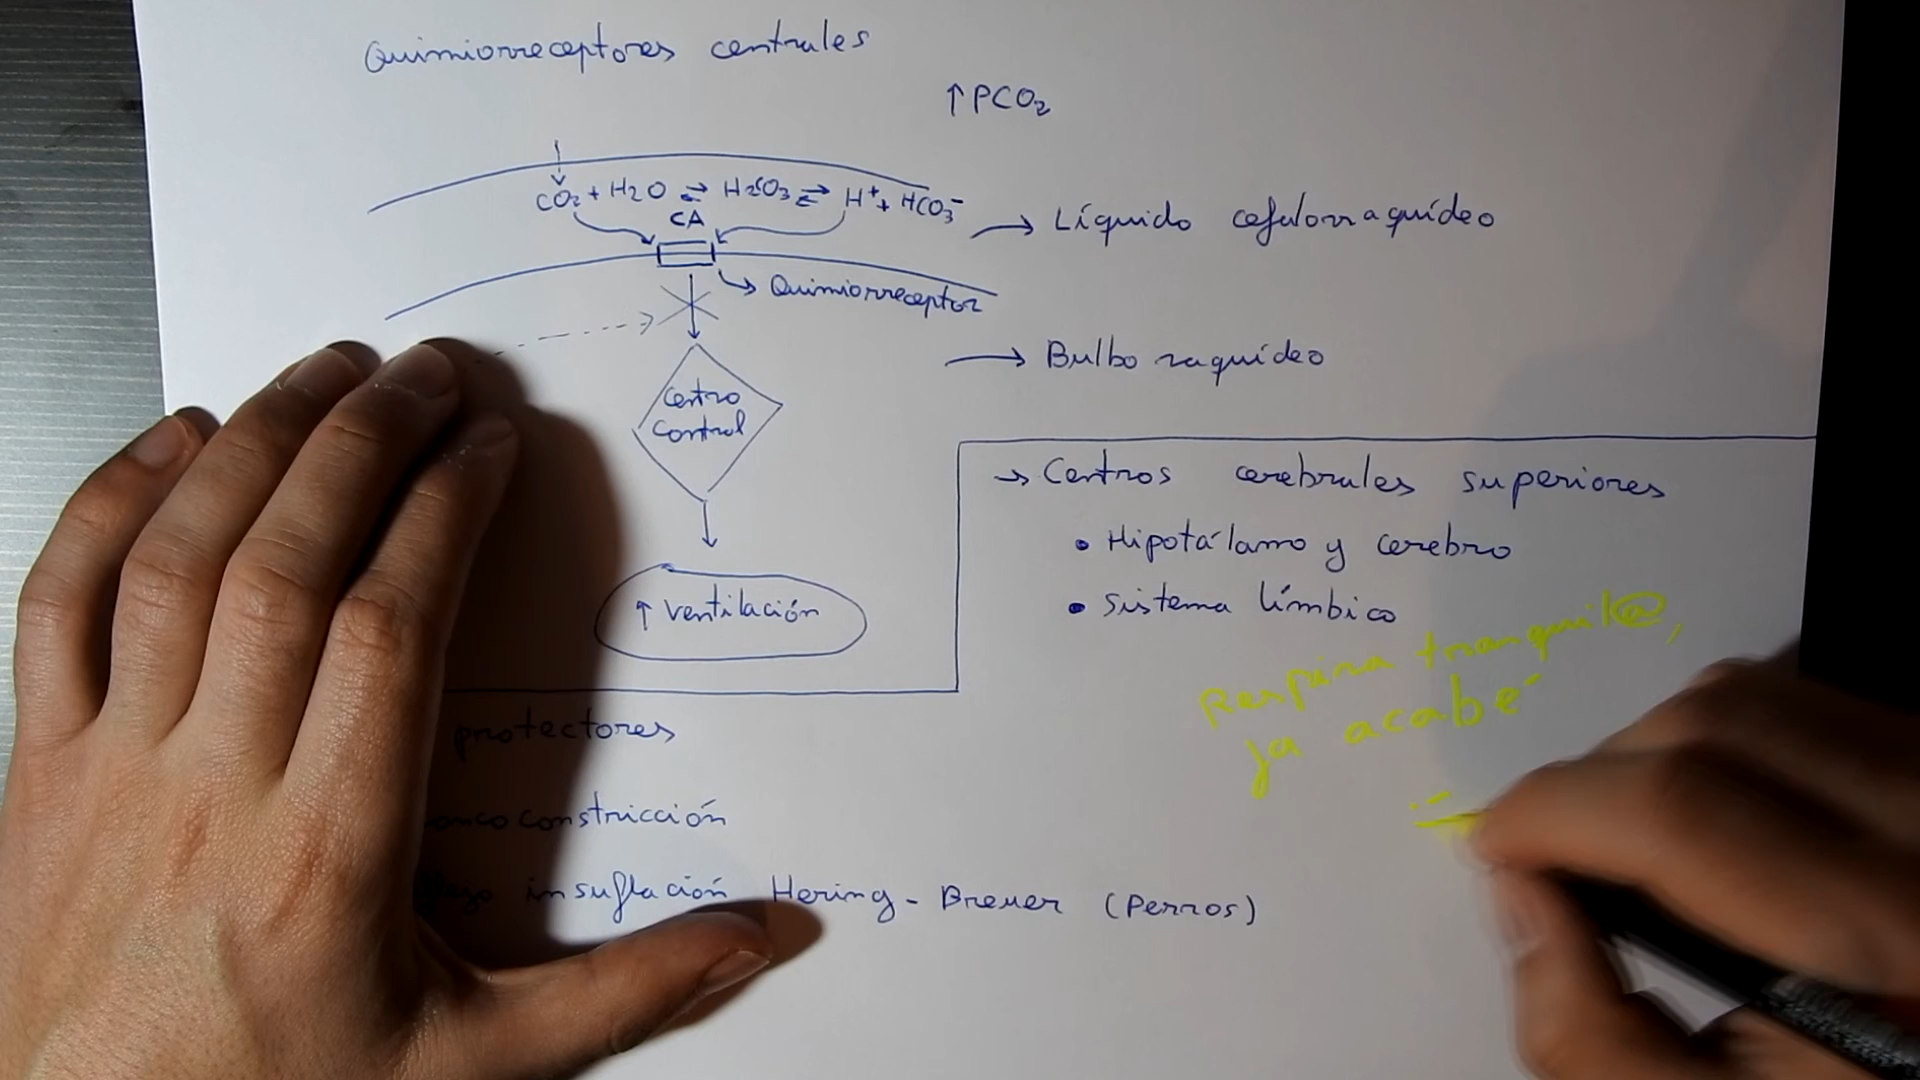 Quimiorreceptores centrales
↑PCO₂
CO₂ + H₂O ⇄ H₂CO₃ ⇄ H⁺ + HCO₃⁻
CA
→ Líquido cefalorraquídeo
→ Quimiorreceptor
→ Bulbo raquídeo
Centro
Control
↑ ventilación
→ Centros cerebrales superiores
• Hipotálamo y cerebro
• Sistema límbico
Respira tranquil@,
ya acabé
protectores
constricción
insuflación Hering-Breuer (Perros)